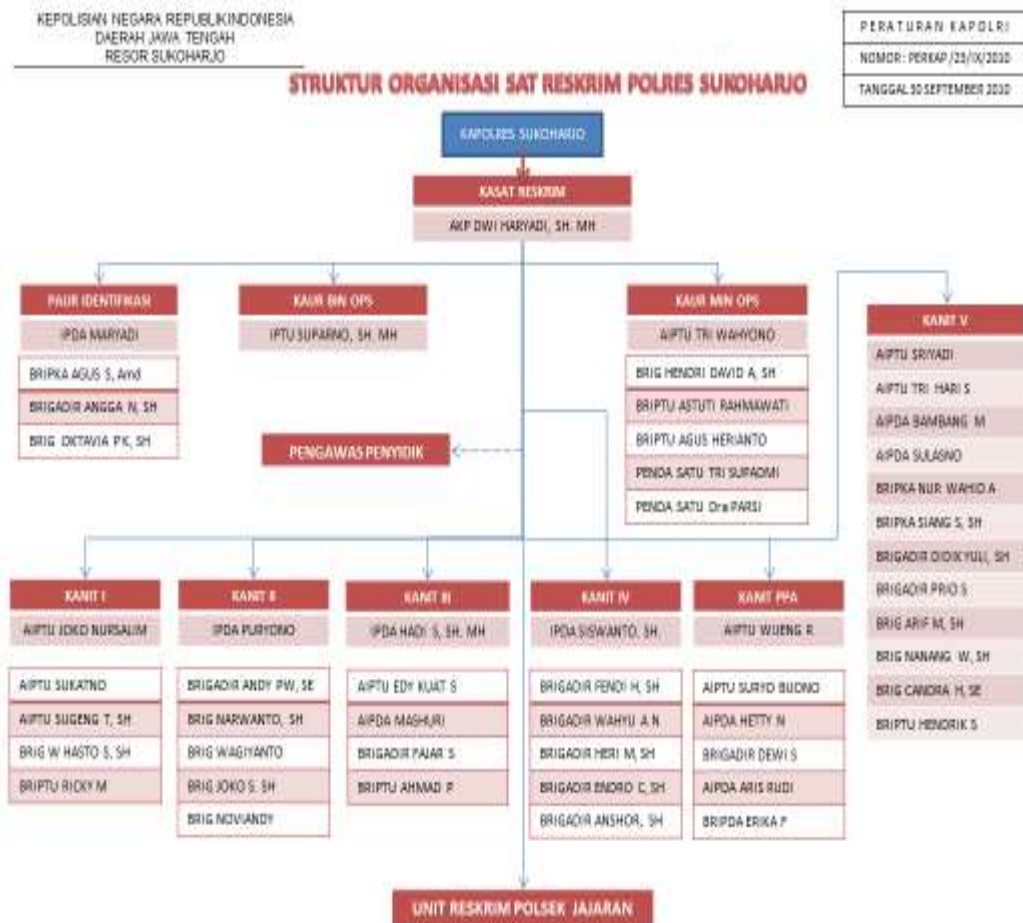 KEPOLISIAN NEGARA REPUBLIK INDONESIA
DAERAH JAWA TENGAH
RESOR SUKOHARJO
PERATURAN KAPOLRI
NOMOR : PERKAP /23/IX/2010
TANGGAL 30 SEPTEMBER 2010
STRUKTUR ORGANISASI SAT RESKRIM POLRES SUKOHARJO
KAPOLRES SUKOHARJO
KASAT RESKRIM
AKP DWI HARYADI, SH. MH
PAUR IDENTIFIKASI
IPDA MARYADI
BRIPKA AGUS S, Amd
BRIGADIR ANGGA N, SH
BRIG OKTAVIA PK, SH
KAUR BIN OPS
IPTU SUPARNO, SH. MH
KAUR MIN OPS
AIPTU TRI WAHYONO
BRIG HENDRI DAVID A, SH
BRIPTU ASTUTI RAHMAWATI
BRIPTU AGUS HERIANTO
PENDA SATU TRI SUPADMI
PENDA SATU Dra PARSI
KANIT V
AIPTU SRIYADI
AIPTU TRI HARI S
AIPDA BAMBANG M
AIPDA SULASNO
BRIPKA NUR WAHID A
BRIPKA SIANG S, SH
BRIGADIR DIDIK YULI, SH
BRIGADIR PRIO S
BRIG ARIF M, SH
BRIG NANANG W, SH
BRIG CANDRA H, SE
BRIPTU HENDRIK S
PENGAWAS PENYIDIK
KANIT I
AIPTU JOKO NURSALIM
AIPTU SUKATNO
AIPTU SUGENG T, SH
BRIG W HASTO S, SH
BRIPTU RICKY M
KANIT II
IPDA PURYONO
BRIGADIR ANDY PW, SE
BRIG NARWANTO, SH
BRIG WAGIYANTO
BRIG JOKO S. SH
BRIG NOVIANDY
KANIT III
IPDA HADI S, SH. MH
AIPTU EDY KUAT S
AIPDA MASHURI
BRIGADIR FAJAR S
BRIPTU AHMAD P
KANIT IV
IPDA SISWANTO, SH.
BRIGADIR FENDI H, SH
BRIGADIR WAHYU A N
BRIGADIR HERI M, SH
BRIGADIR ENDRO C, SH
BRIGADIR ANSHOR, SH
KANIT PPA
AIPTU WIJENG R
AIPTU SURYO BUDNO
AIPDA HETTY N
BRIGADIR DEWI S
AIPDA ARIS RUDI
BRIPDA ERIKA P
UNIT RESKRIM POLSEK JAJARAN